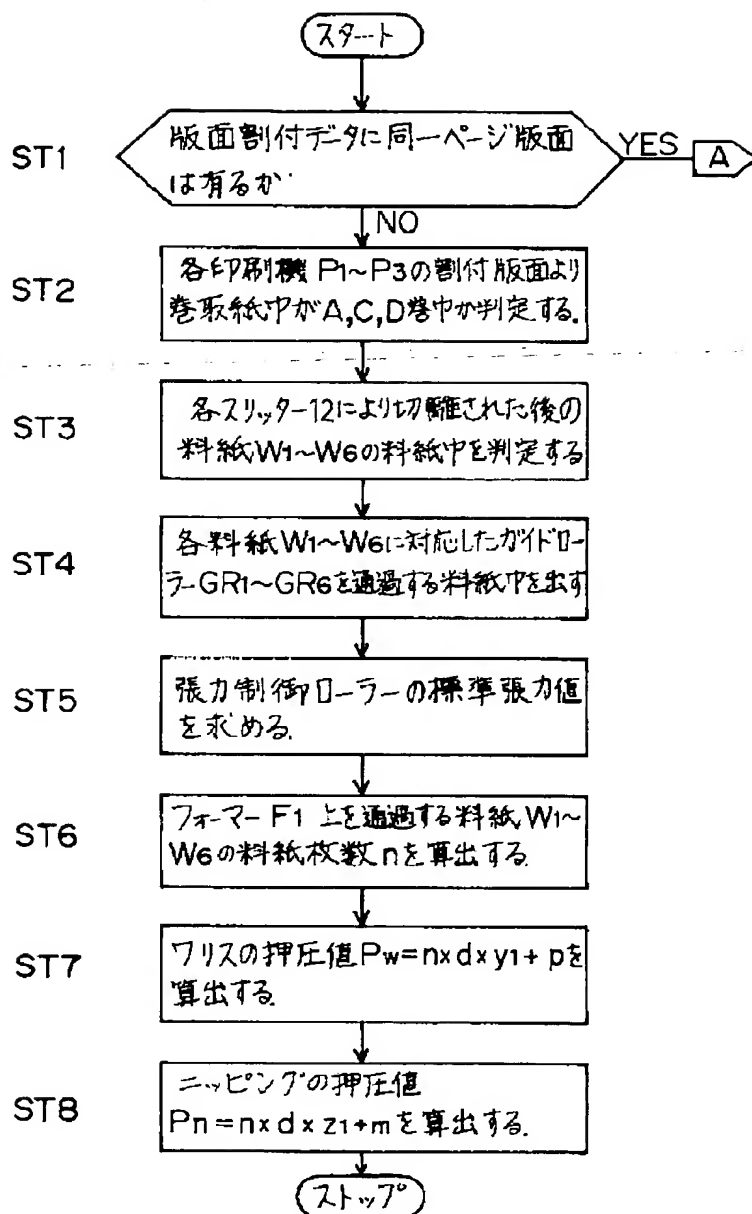 スタート
ST1
版面割付データに同一ページ版面
は有るか
YES
A
NO
ST2
各印刷機P1~P3の割付版面より
巻取紙巾がA,C,D巻巾か判定する.
ST3
各スリッター12により切離された後の
料紙W1~W6の料紙巾を判定する
ST4
各料紙W1~W6に対応したガイドロー
ラーGR1~GR6を通過する料紙巾を出す
ST5
張力制御ローラーの標準張力値
を求める.
ST6
フォーマーF1 上を通過する料紙W1~
W6の料紙枚数nを算出する.
ST7
ワリスの押圧値Pw=n×d×y1+pを
算出する.
ST8
ニッピングの押圧値
Pn=n×d×z1+mを算出する.
ストップ